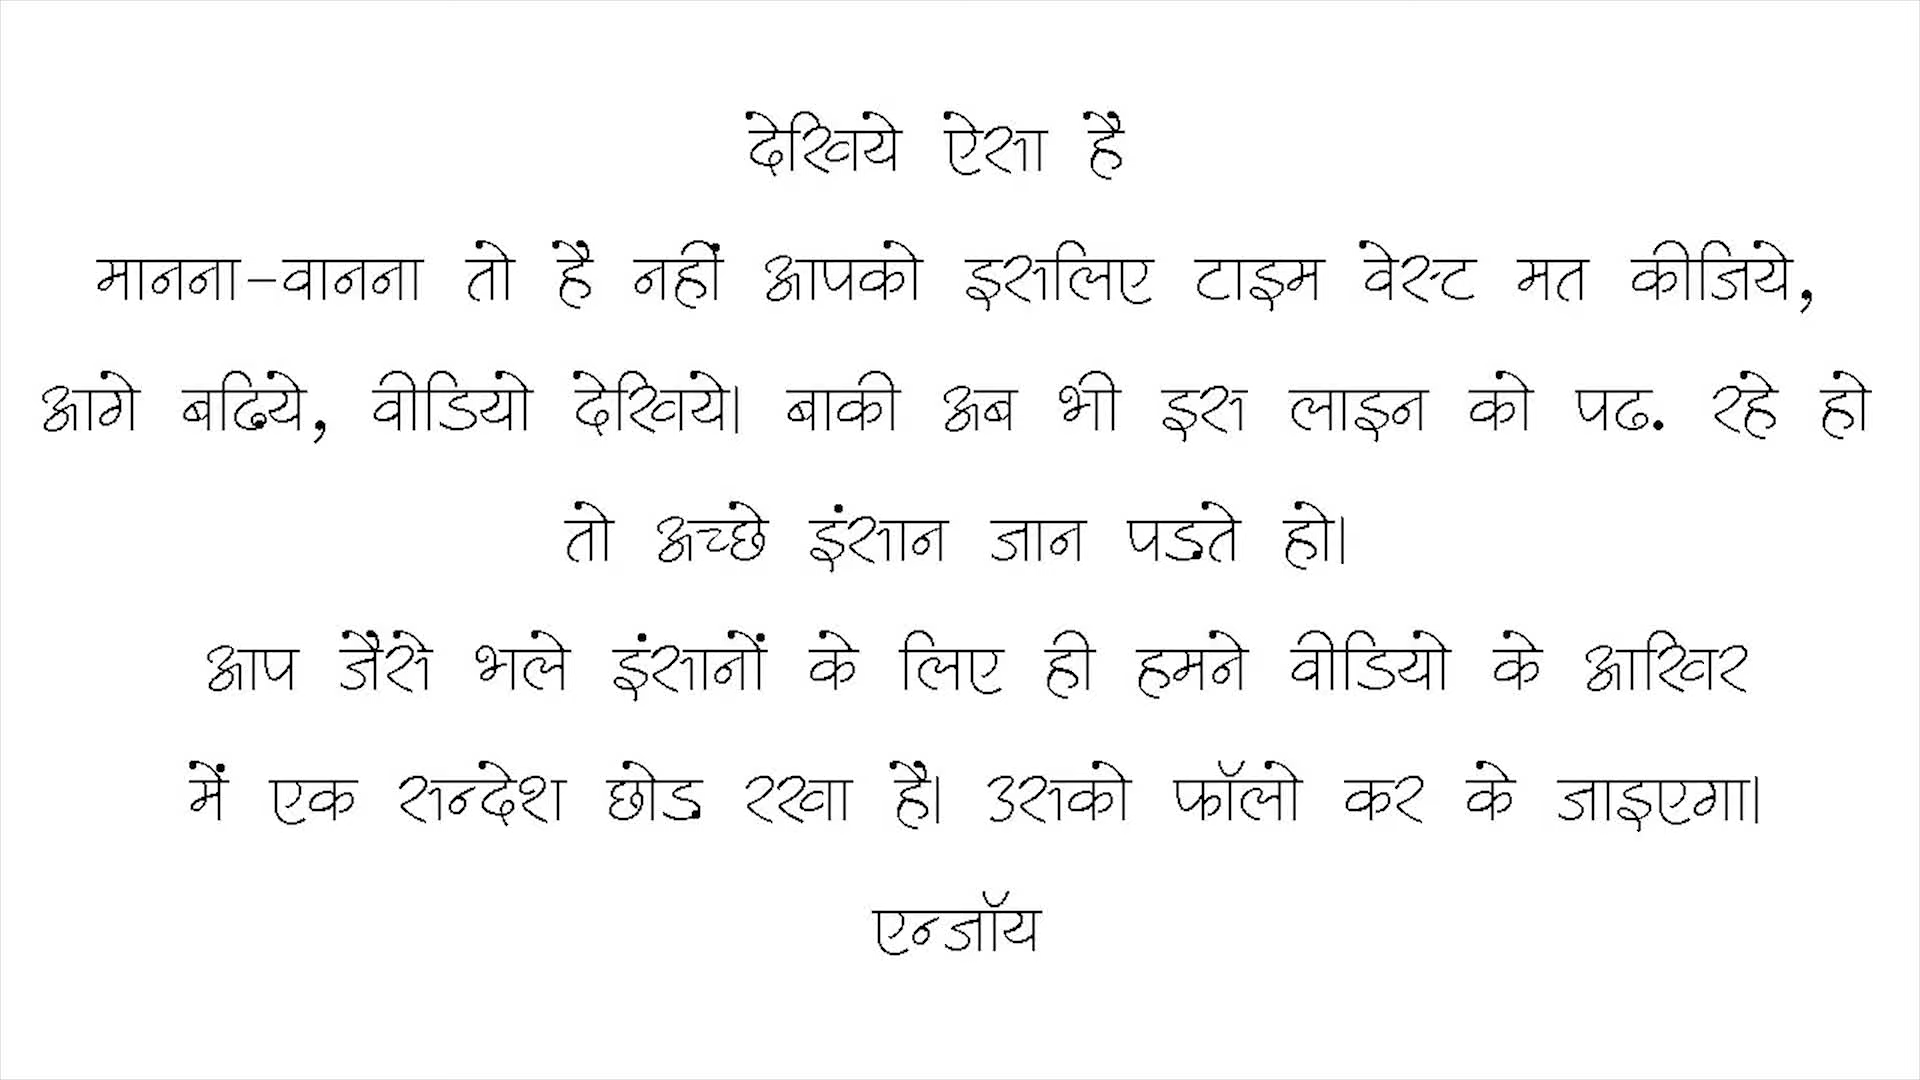 देखिये ऐसा है
मानना-वानना तो है नहीं आपको इसलिए टाइम वेस्ट मत कीजिये,
आगे बढ़िये, वीडियो देखिये। बाकी अब भी इस लाइन को पढ. रहे हो
तो अच्छे इंसान जान पड़ते हो।
आप जैसे भले इंसानों के लिए ही हमने वीडियो के आखिर
में एक सन्देश छोड़ रखा है। उसको फॉलो कर के जाइएगा।
एन्जॉय